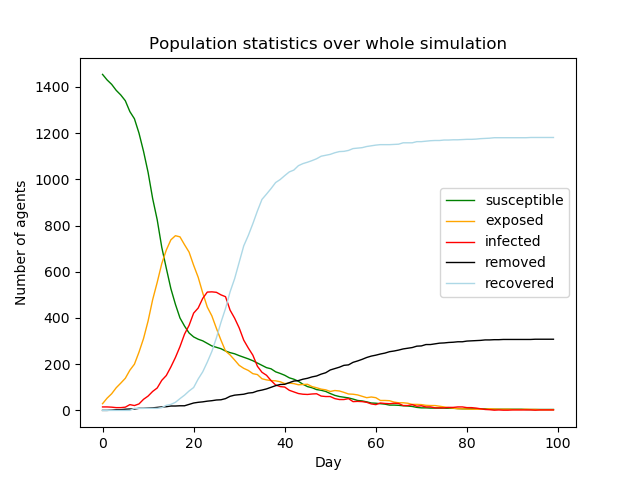 Population statistics over whole simulation
Number of agents
1400
1200
1000
800
600
400
200
0
susceptible
exposed
infected
removed
recovered
0 20 40 60 80 100
Day